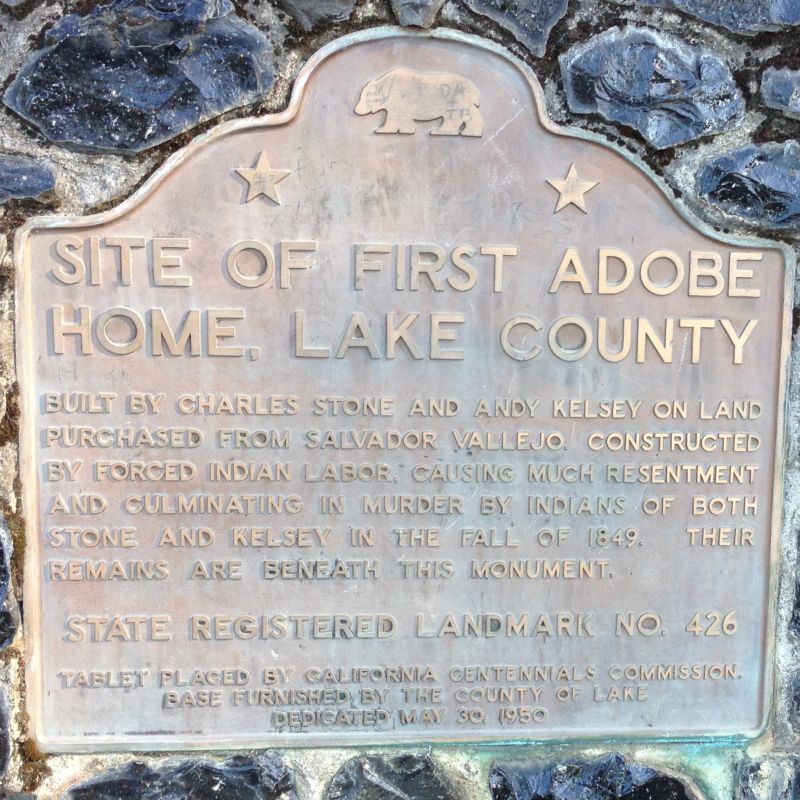 SITE OF FIRST ADOBE
HOME, LAKE COUNTY
BUILT BY CHARLES STONE AND ANDY KELSEY ON LAND
PURCHASED FROM SALVADOR VALLEJO. CONSTRUCTED
BY FORCED INDIAN LABOR, CAUSING MUCH RESENTMENT
AND CULMINATING IN MURDER BY INDIANS OF BOTH
STONE AND KELSEY IN THE FALL OF 1849. THEIR
REMAINS ARE BENEATH THIS MONUMENT.
STATE REGISTERED LANDMARK NO. 426
TABLET PLACED BY CALIFORNIA CENTENNIALS COMMISSION.
BASE FURNISHED BY THE COUNTY OF LAKE
DEDICATED MAY 30, 1950